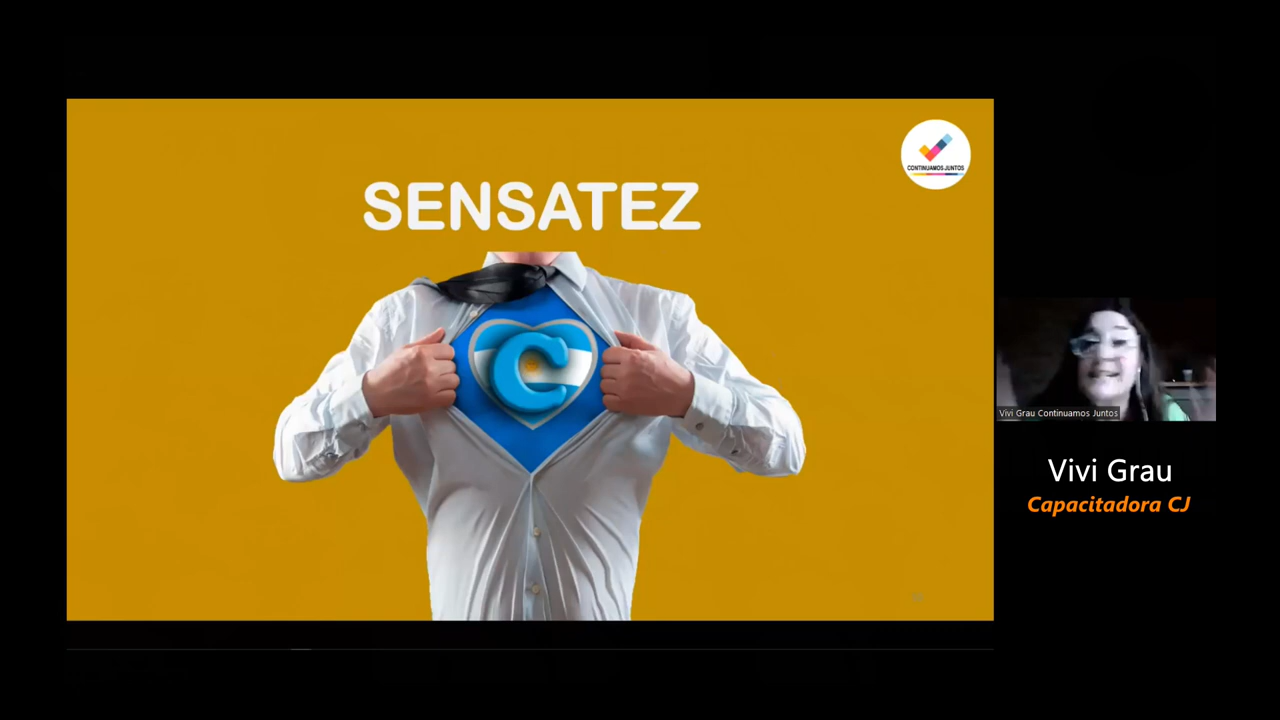 SENSATEZ
CONTINUAMOS JUNTOS
C
Vivi Grau Continuamos Juntos
Vivi Grau
Capacitadora CJ